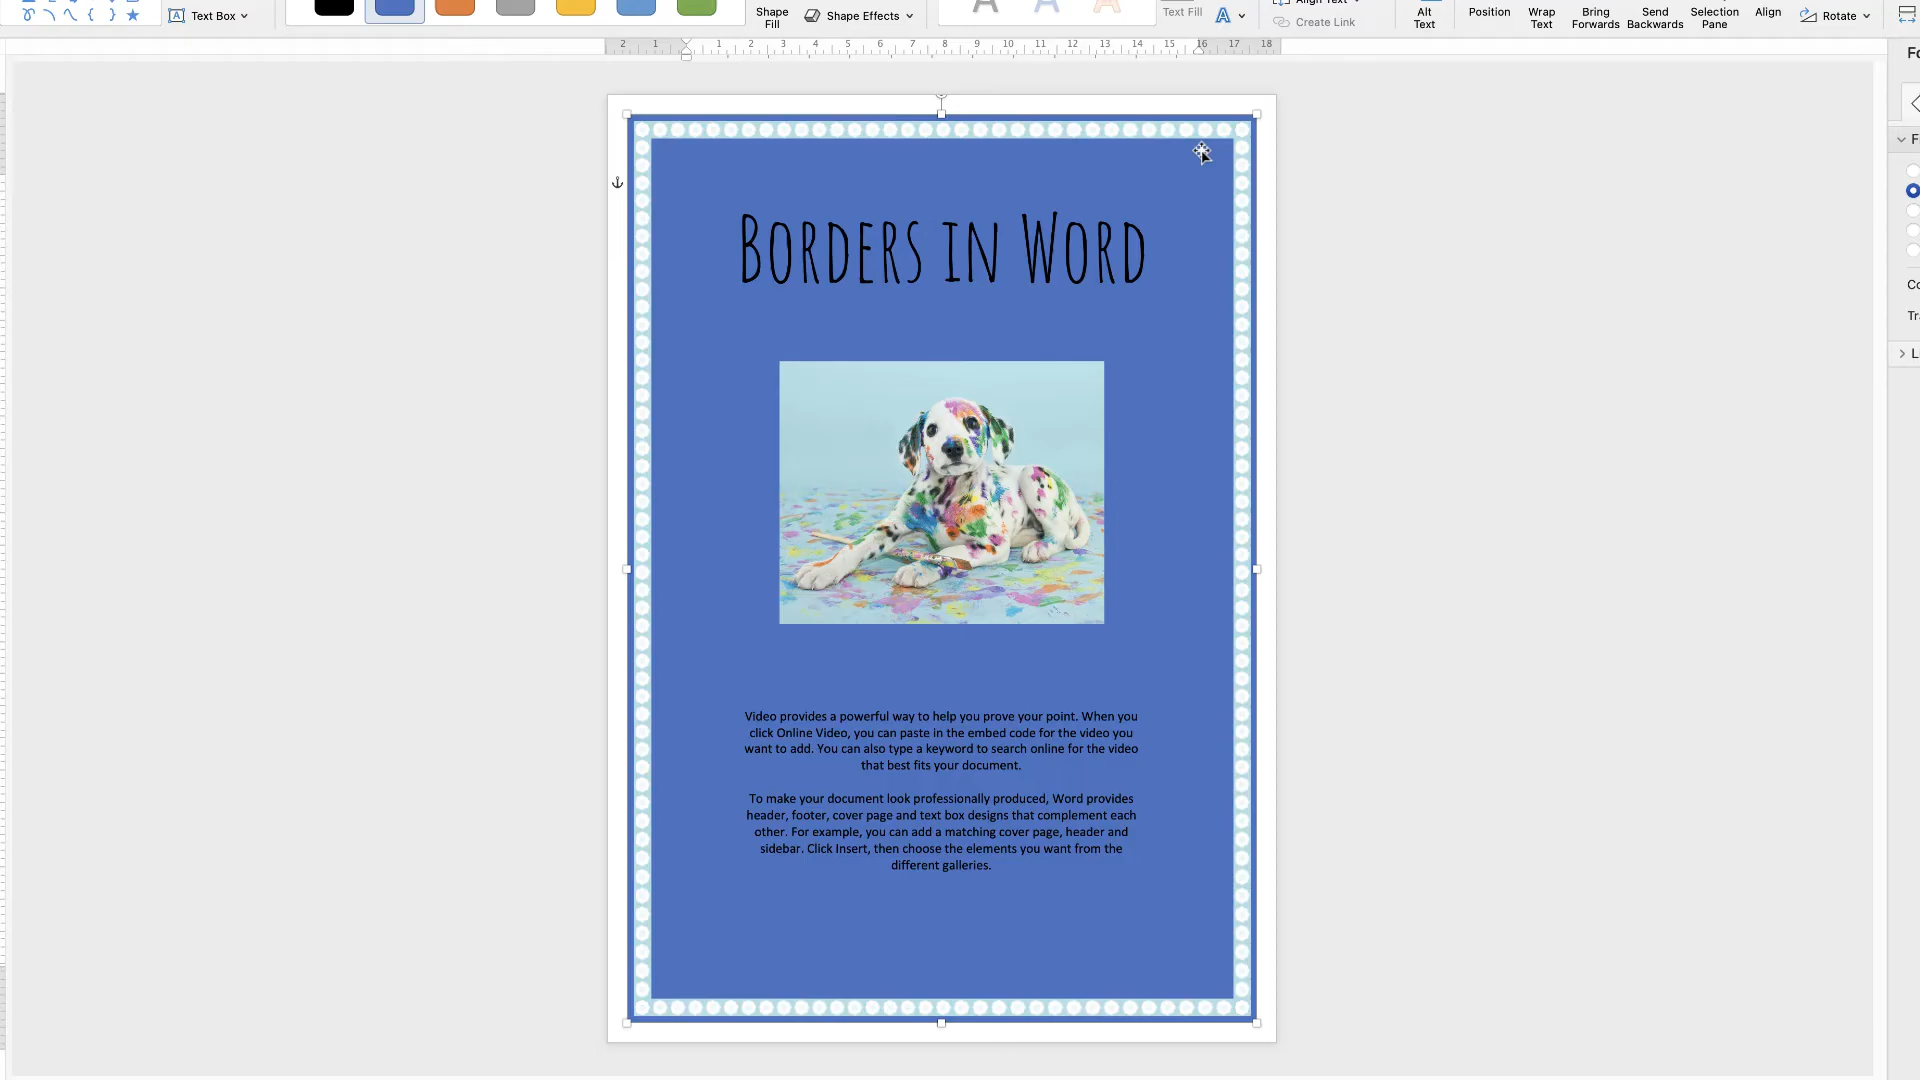 Text Box
Shape
Fill
Shape Effects
Text Fill
A
Create Link
Alt
Text
Position
Wrap
Text
Bring
Forwards
Send
Backwards
Selection
Pane
Align
Rotate
2 1 1 2 3 4 5 6 7 8 9 10 11 12 13 14 15 16 17 18
Borders in Word
Video provides a powerful way to help you prove your point. When you
click Online Video, you can paste in the embed code for the video you
want to add. You can also type a keyword to search online for the video
that best fits your document.
To make your document look professionally produced, Word provides
header, footer, cover page and text box designs that complement each
other. For example, you can add a matching cover page, header and
sidebar. Click Insert, then choose the elements you want from the
different galleries.